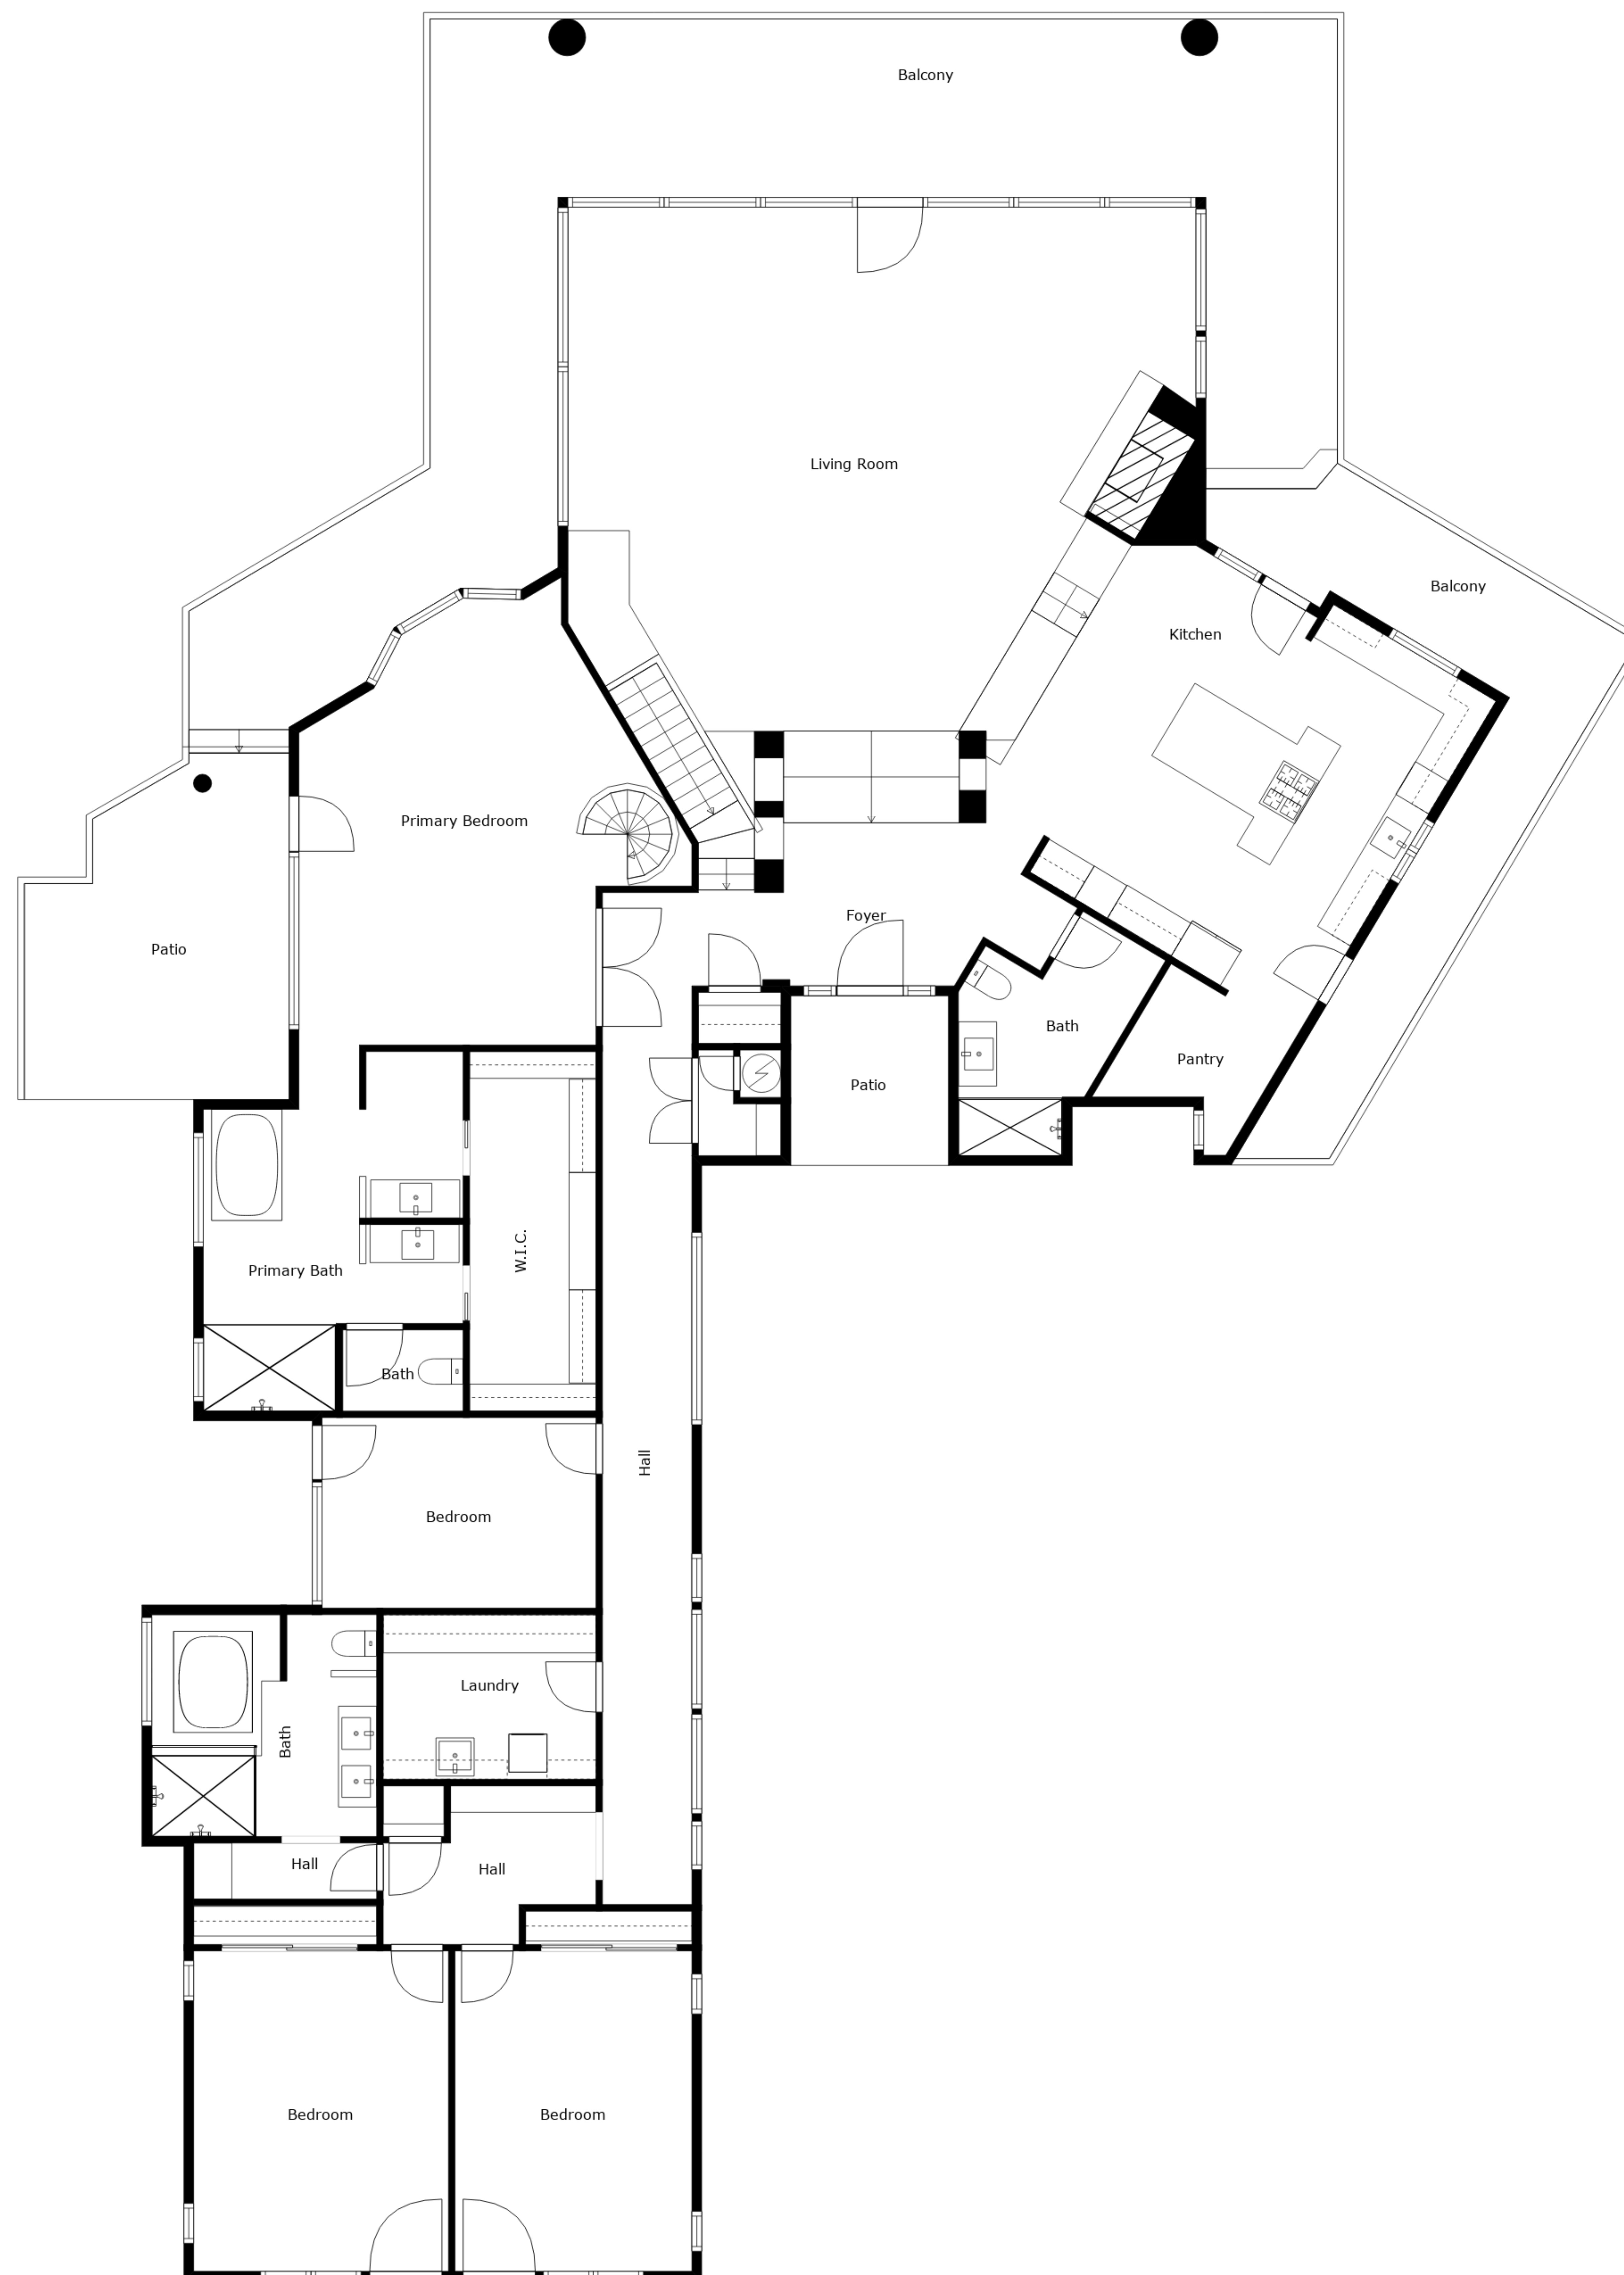 Balcony
Living Room
Balcony
Kitchen
Primary Bedroom
Foyer
Patio
Bath
Pantry
Patio
W.I.C.
Primary Bath
Bath
Hall
Bedroom
Laundry
Bath
Hall
Hall
Bedroom
Bedroom